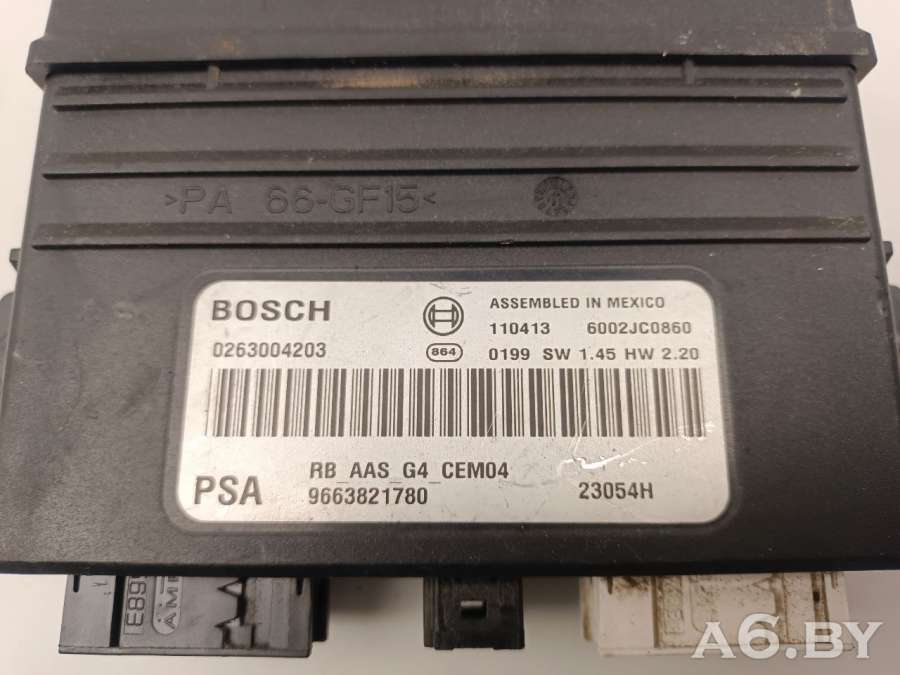 >PA 66-GF15<
BOSCH
ASSEMBLED IN MEXICO
110413 6002JC0860
0263004203
864
0199 SW 1.45 HW 2.20
RB_AAS_G4_CEM04
PSA
9663821780
23054H
A6.BY